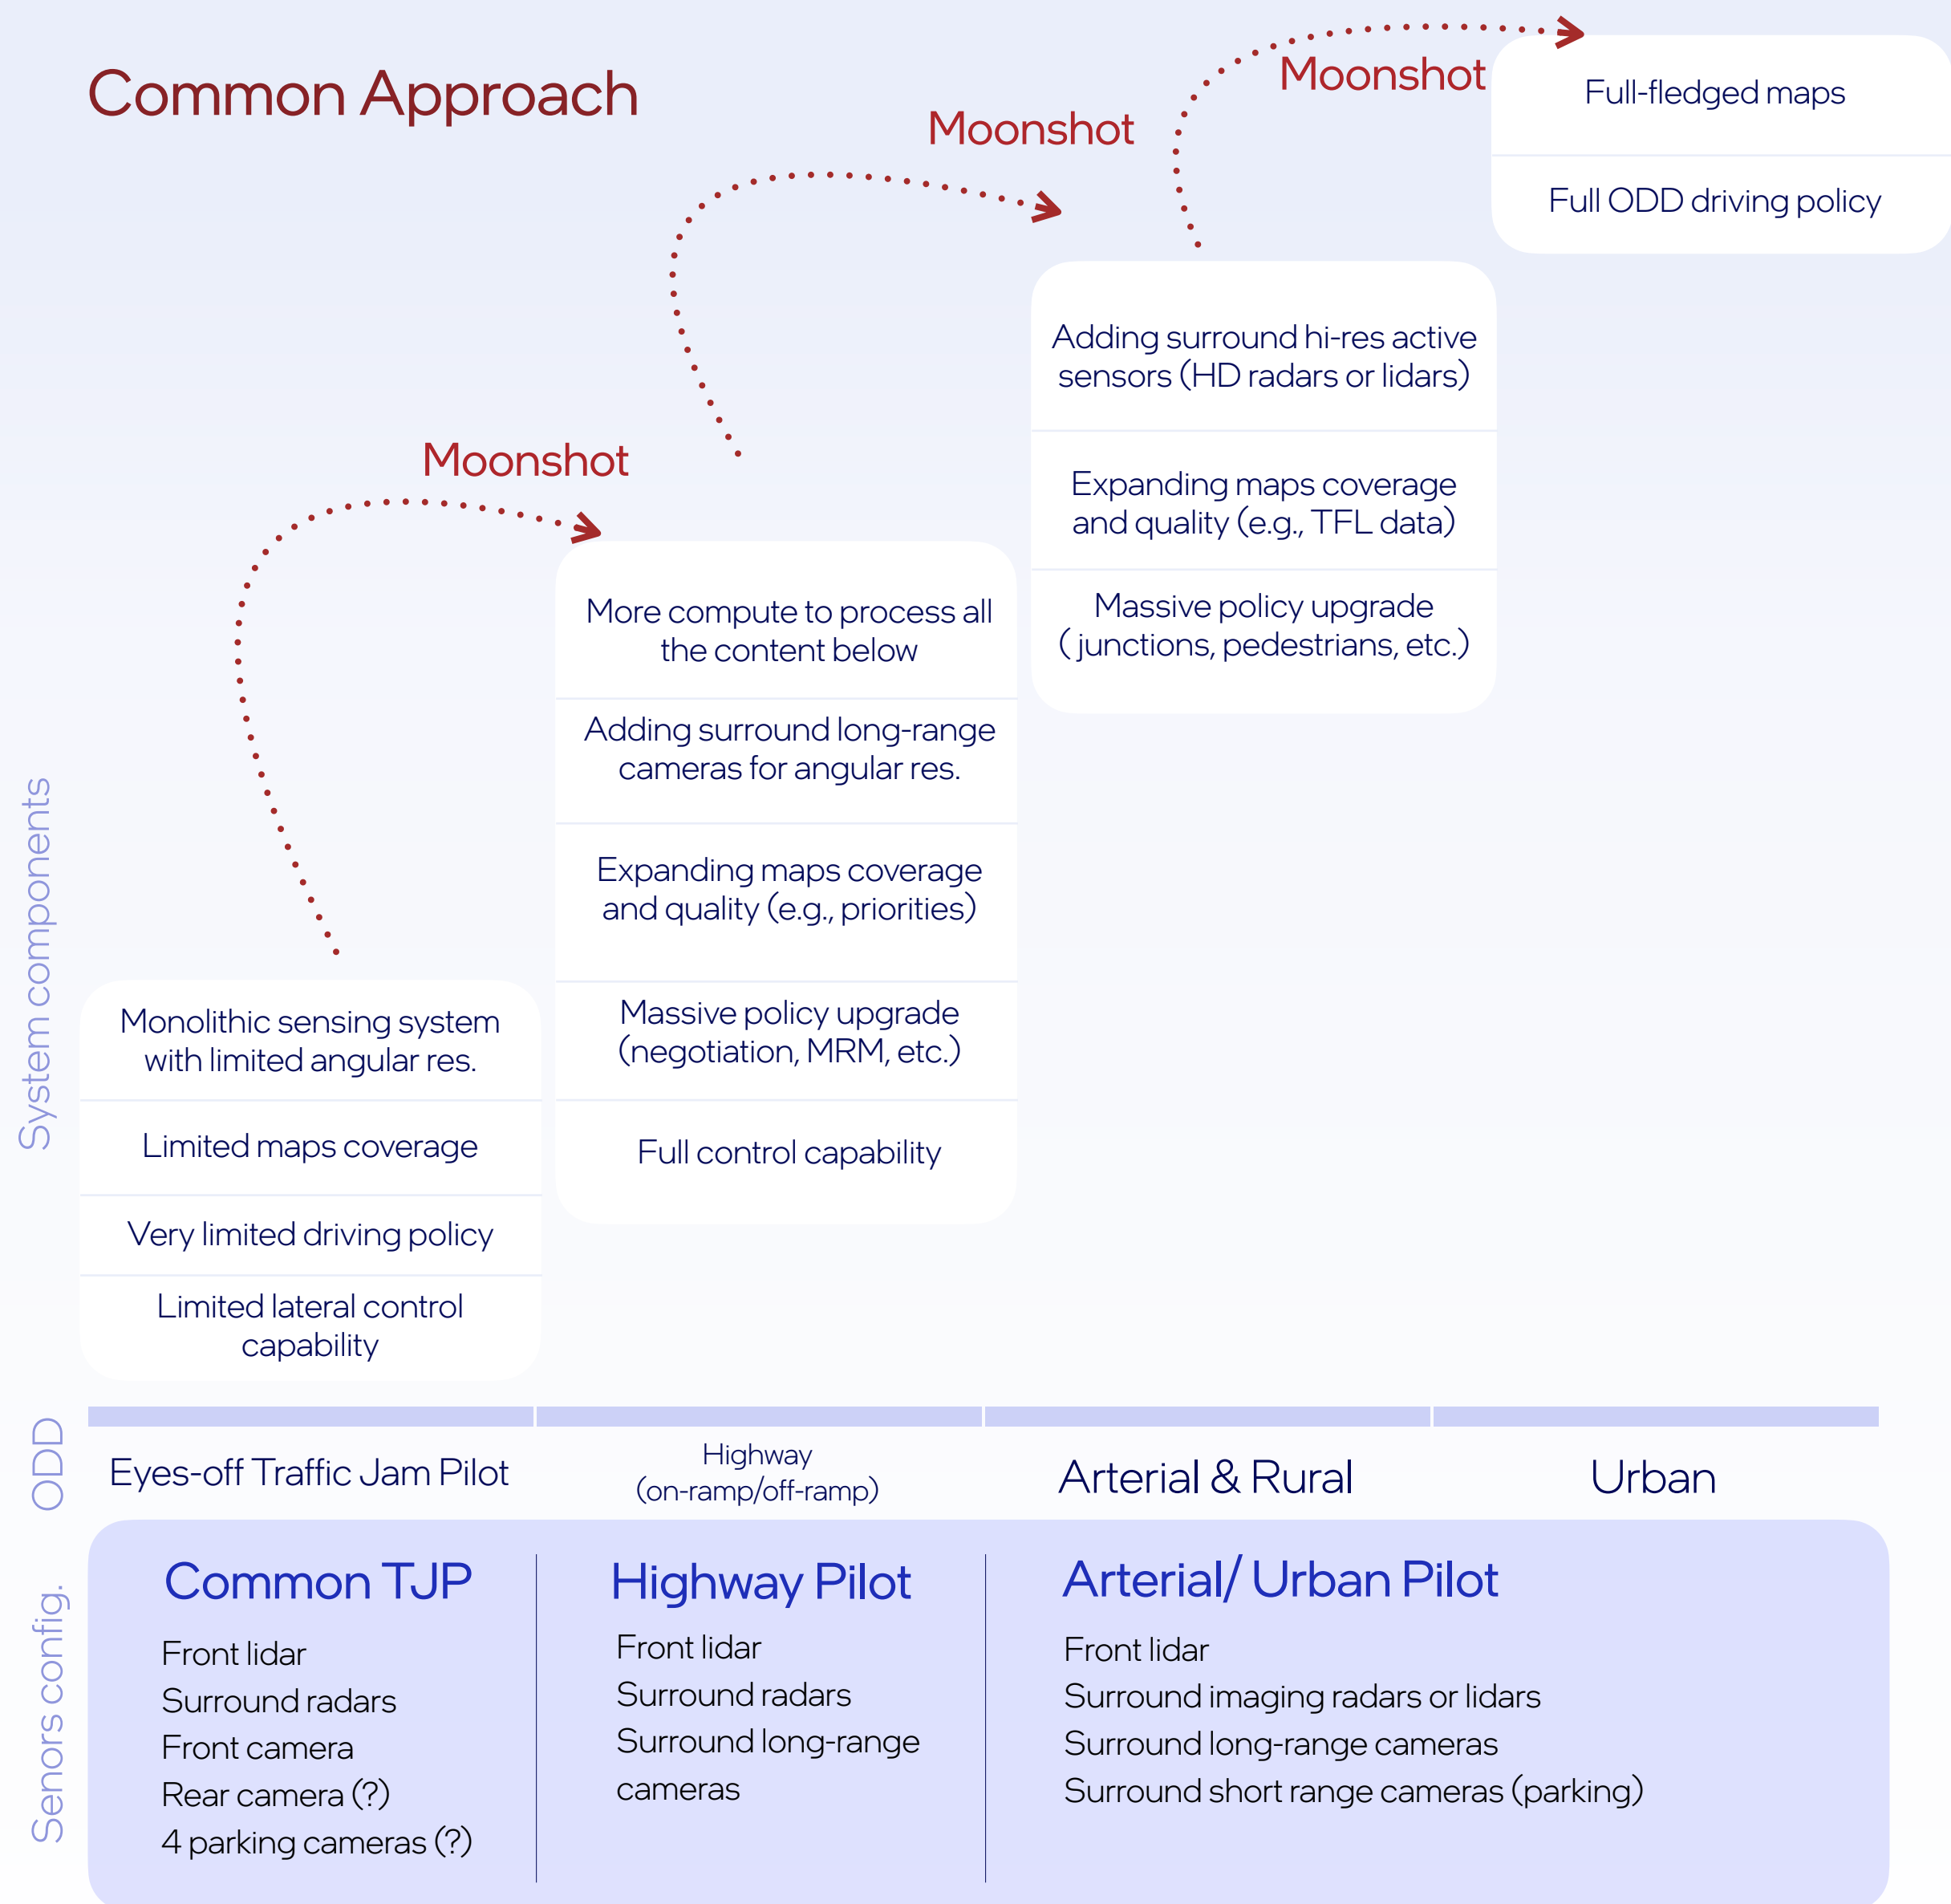 Common Approach
Moonshot
Moonshot
Moonshot
Full-fledged maps
Full ODD driving policy
Adding surround hi-res active
sensors (HD radars or lidars)
Expanding maps coverage
and quality (e.g., TFL data)
Massive policy upgrade
( junctions, pedestrians, etc.)
More compute to process all
the content below
Adding surround long-range
cameras for angular res.
Expanding maps coverage
and quality (e.g., priorities)
Massive policy upgrade
(negotiation, MRM, etc.)
Full control capability
System components
Monolithic sensing system
with limited angular res.
Limited maps coverage
Very limited driving policy
Limited lateral control
capability
ODD
Eyes-off Traffic Jam Pilot
Highway
(on-ramp/off-ramp)
Arterial & Rural
Urban
Senors config.
Common TJP
Front lidar
Surround radars
Front camera
Rear camera (?)
4 parking cameras (?)
Highway Pilot
Front lidar
Surround radars
Surround long-range
cameras
Arterial/ Urban Pilot
Front lidar
Surround imaging radars or lidars
Surround long-range cameras
Surround short range cameras (parking)